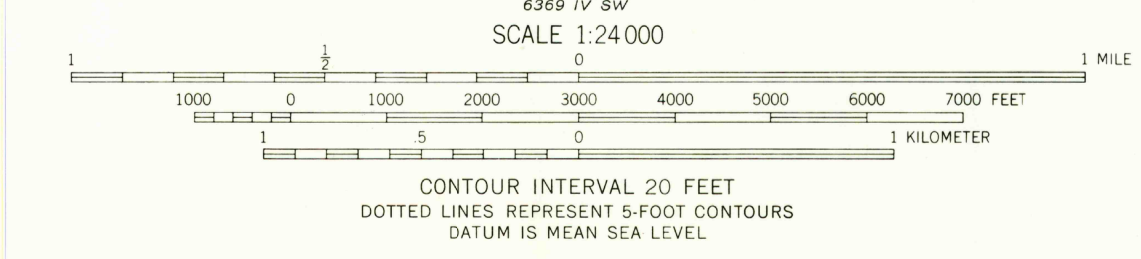 6369 IV SW
SCALE 1:24 000
1 1/2 0 1 MILE
1000 0 1000 2000 3000 4000 5000 6000 7000 FEET
1 .5 0 1 KILOMETER
CONTOUR INTERVAL 20 FEET
DOTTED LINES REPRESENT 5-FOOT CONTOURS
DATUM IS MEAN SEA LEVEL